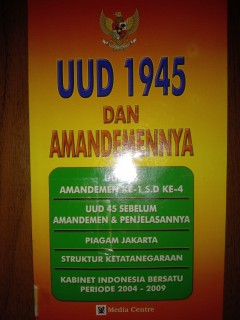 UUD 1945
DAN
AMANDEMENNYA
AMANDEMEN KE-1 S.D KE-4
UUD 45 SEBELUM
AMANDEMEN & PENJELASANNYA
PIAGAM JAKARTA
STRUKTUR KETATANEGARAAN
KABINET INDONESIA BERSATU
PERIODE 2004 - 2009
Media Centre